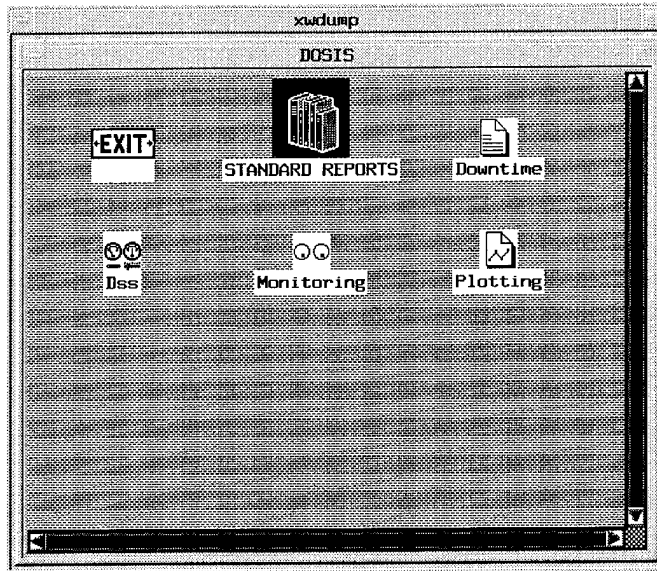 xwdump
DOSIS
EXIT
STANDARD REPORTS
Downtime
Dss
Monitoring
Plotting